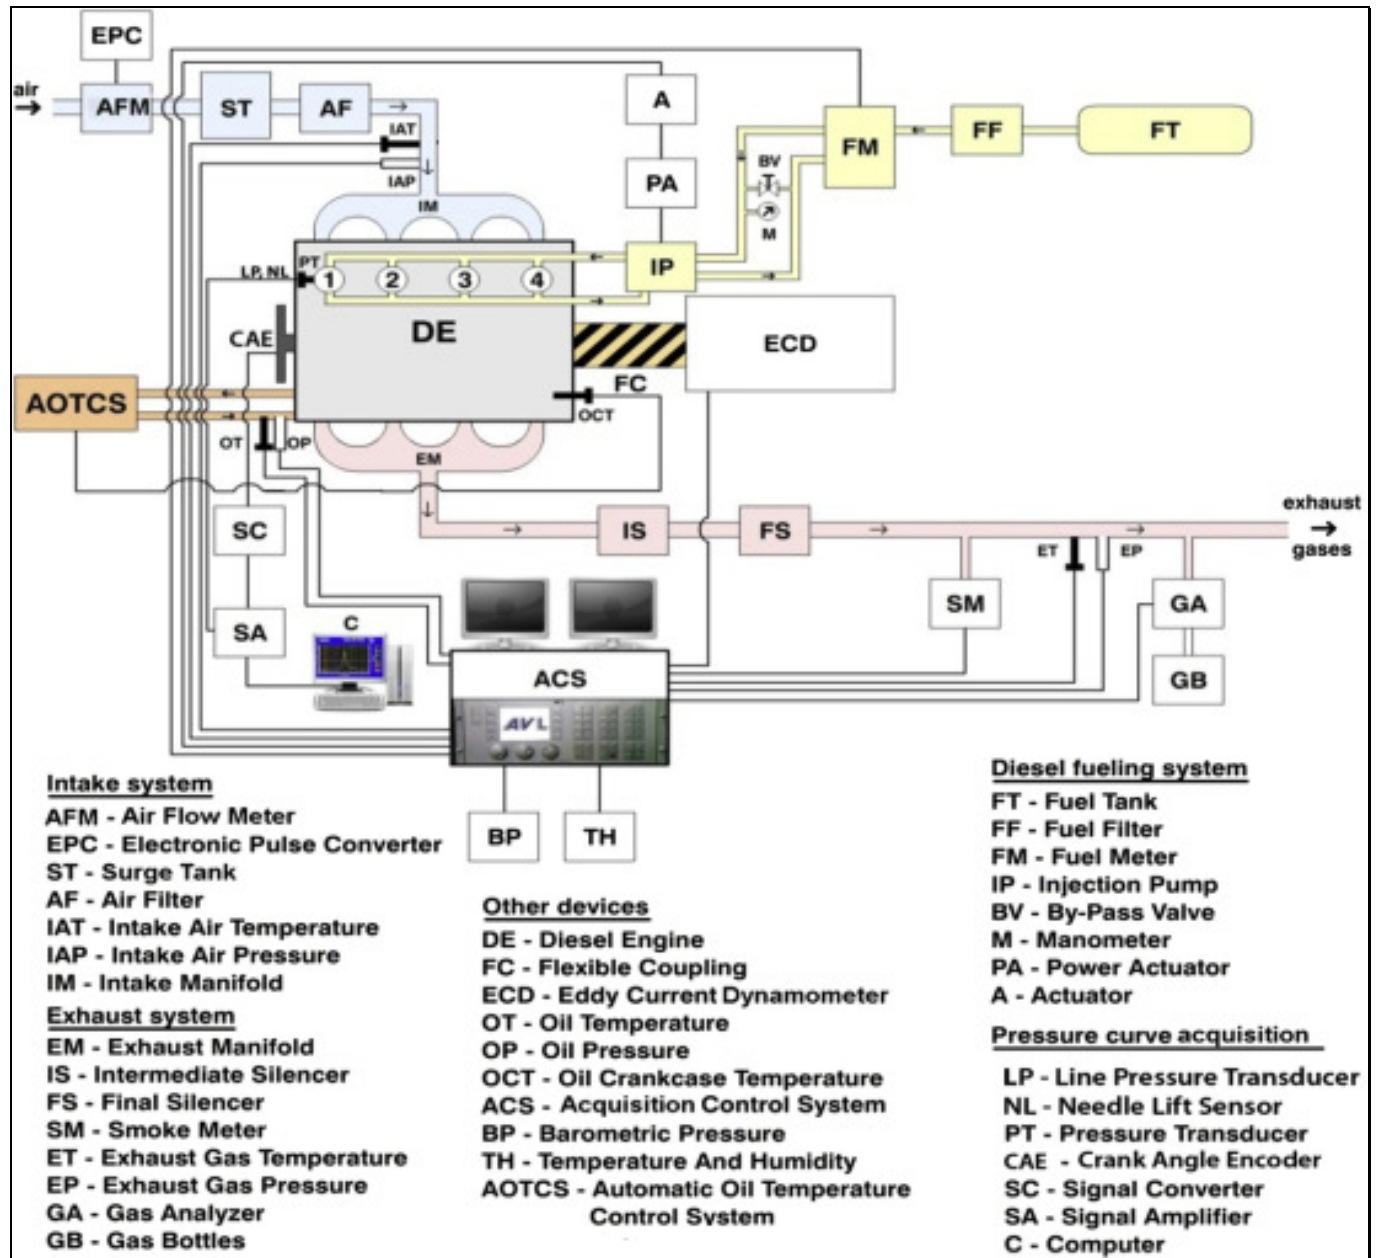 EPC
air
AFM
ST
AF
IAT
IAP
IM
A
PA
FM
FF
FT
BV
M
IP
LP, NL
PT
1
2
3
4
DE
CAE
ECD
FC
AOTCS
OCT
OT
OP
EM
SC
IS
FS
exhaust
gases
ET
EP
SM
GA
GB
SA
C
ACS
AVL
BP
TH
Intake system
AFM - Air Flow Meter
EPC - Electronic Pulse Converter
ST - Surge Tank
AF - Air Filter
IAT - Intake Air Temperature
IAP - Intake Air Pressure
IM - Intake Manifold
Exhaust system
EM - Exhaust Manifold
IS - Intermediate Silencer
FS - Final Silencer
SM - Smoke Meter
ET - Exhaust Gas Temperature
EP - Exhaust Gas Pressure
GA - Gas Analyzer
GB - Gas Bottles
Other devices
DE - Diesel Engine
FC - Flexible Coupling
ECD - Eddy Current Dynamometer
OT - Oil Temperature
OP - Oil Pressure
OCT - Oil Crankcase Temperature
ACS - Acquisition Control System
BP - Barometric Pressure
TH - Temperature And Humidity
AOTCS - Automatic Oil Temperature
Control System
Diesel fueling system
FT - Fuel Tank
FF - Fuel Filter
FM - Fuel Meter
IP - Injection Pump
BV - By-Pass Valve
M - Manometer
PA - Power Actuator
A - Actuator
Pressure curve acquisition
LP - Line Pressure Transducer
NL - Needle Lift Sensor
PT - Pressure Transducer
CAE - Crank Angle Encoder
SC - Signal Converter
SA - Signal Amplifier
C - Computer